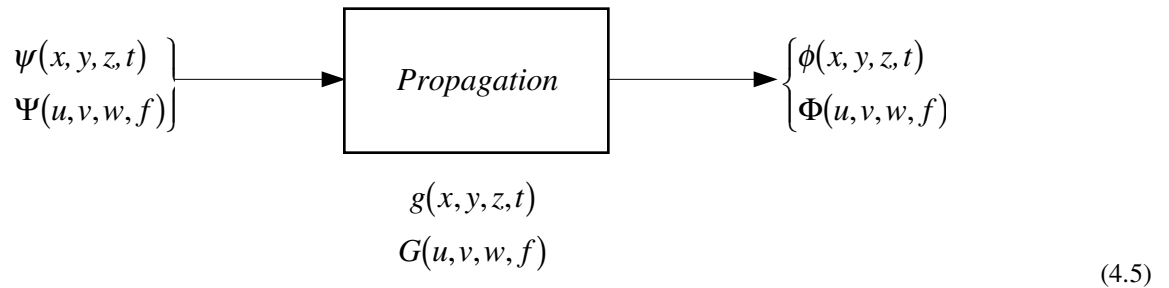 ψ(x, y, z, t)
Ψ(u, v, w, f)
Propagation
ϕ(x, y, z, t)
Φ(u, v, w, f)
g(x, y, z, t)
G(u, v, w, f)
(4.5)